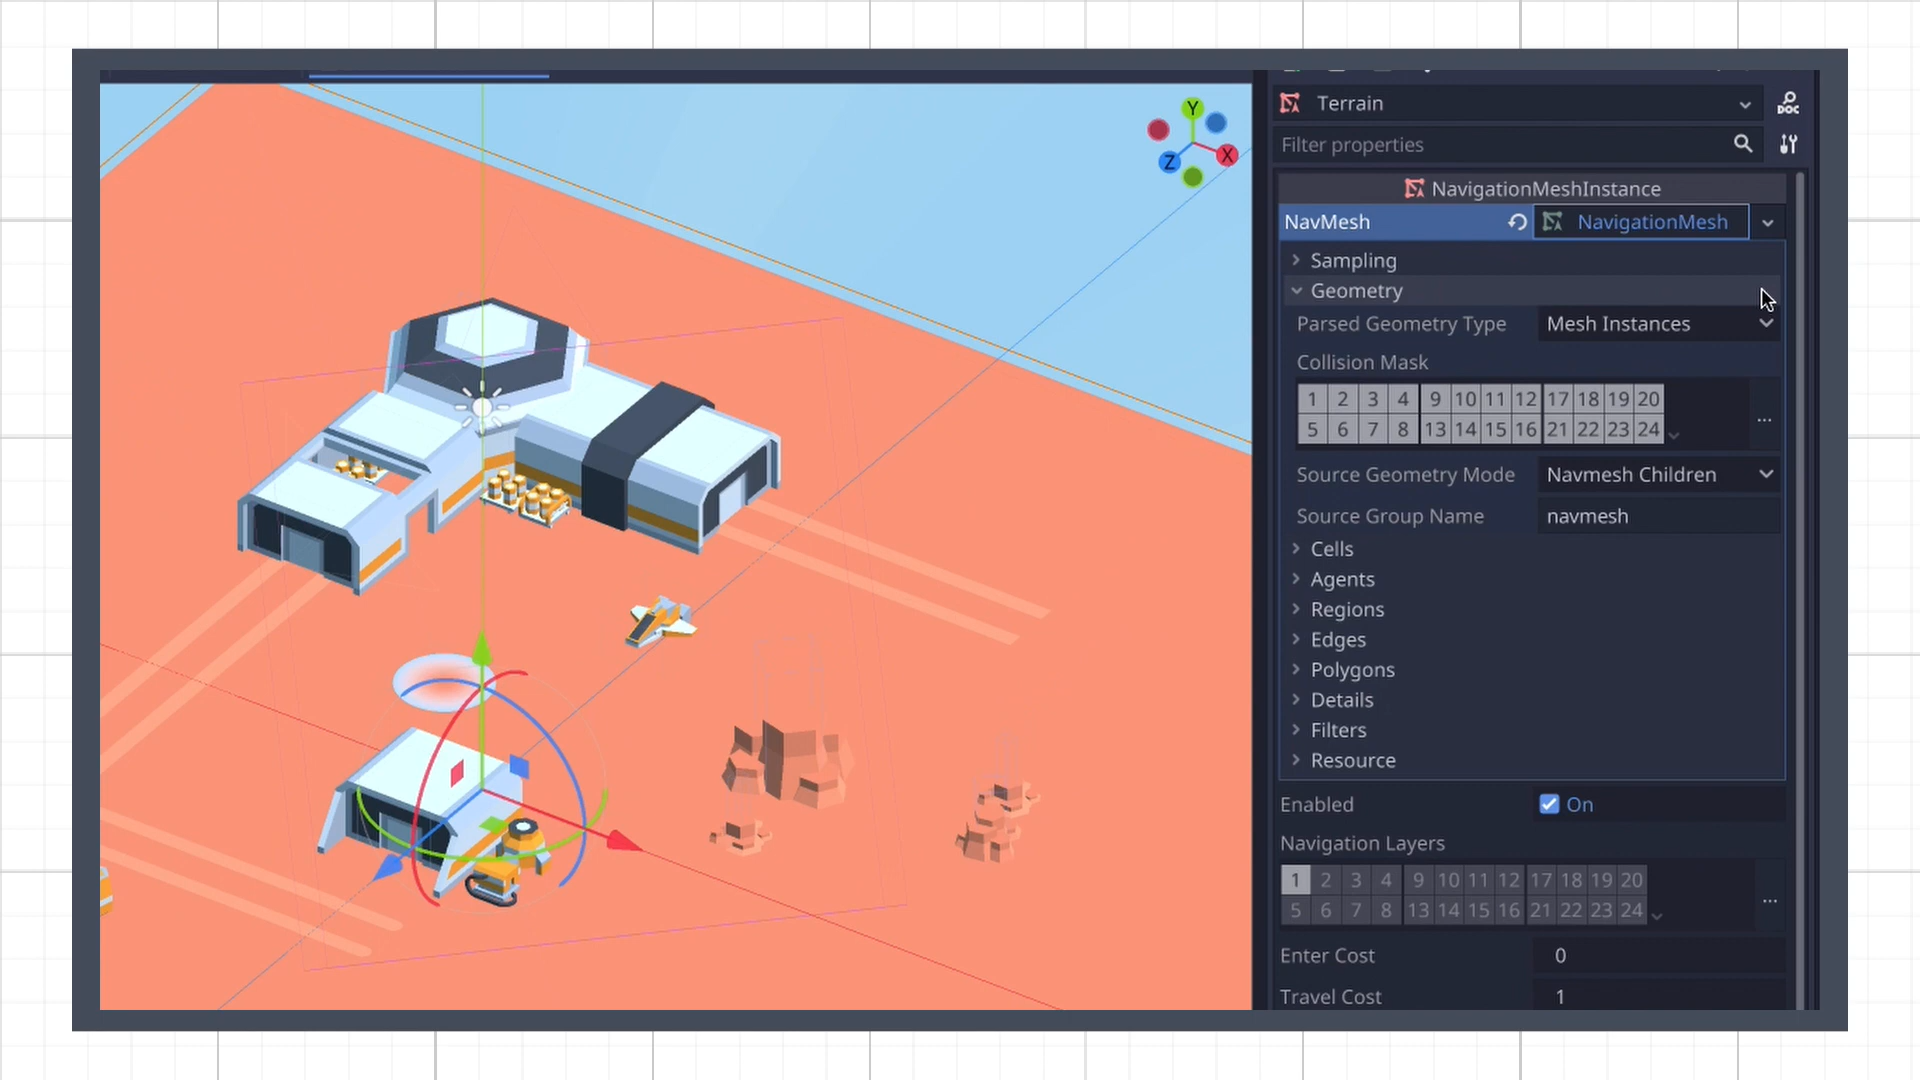 Y
X
Z
Terrain
DOC
Filter properties
NavigationMeshInstance
NavMesh
NavigationMesh
Sampling
Geometry
Parsed Geometry Type
Mesh Instances
Collision Mask
1 2 3 4 9 10 11 12 17 18 19 20
5 6 7 8 13 14 15 16 21 22 23 24
...
Source Geometry Mode
Navmesh Children
Source Group Name
navmesh
Cells
Agents
Regions
Edges
Polygons
Details
Filters
Resource
Enabled
On
Navigation Layers
1 2 3 4 9 10 11 12 17 18 19 20
5 6 7 8 13 14 15 16 21 22 23 24
...
Enter Cost
0
Travel Cost
1